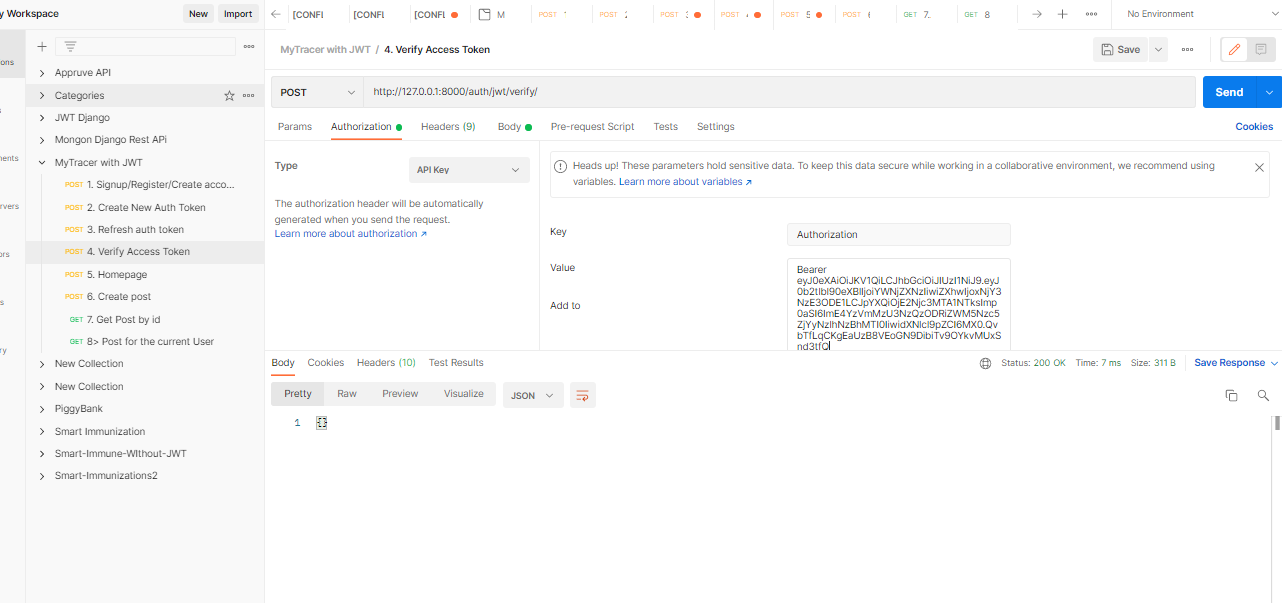 y Workspace
New
Import
[CONFL
[CONFL
[CONFL
M
POST
POST
POST
POST
POST 5
POST
GET 7.
GET 8
No Environment
ons
ments
rvers
ors
s
ry
Appruve API
Categories
JWT Django
Mongon Django Rest APi
MyTracer with JWT
POST 1. Signup/Register/Create acco...
POST 2. Create New Auth Token
POST 3. Refresh auth token
POST 4. Verify Access Token
POST 5. Homepage
POST 6. Create post
GET 7. Get Post by id
GET 8> Post for the current User
New Collection
New Collection
PiggyBank
Smart Immunization
Smart-Immune-WIthout-JWT
Smart-Immunizations2
MyTracer with JWT / 4. Verify Access Token
Save
POST
http://127.0.0.1:8000/auth/jwt/verify/
Send
Params
Authorization
Headers (9)
Body
Pre-request Script
Tests
Settings
Cookies
Type
API Key
The authorization header will be automatically
generated when you send the request.
Learn more about authorization ↗
Heads up! These parameters hold sensitive data. To keep this data secure while working in a collaborative environment, we recommend using
variables. Learn more about variables ↗
Key
Authorization
Value
Bearer
Add to
Body
Cookies
Headers (10)
Test Results
Status: 200 OK
Time: 7 ms
Size: 311 B
Save Response
Pretty
Raw
Preview
Visualize
JSON
1
{}